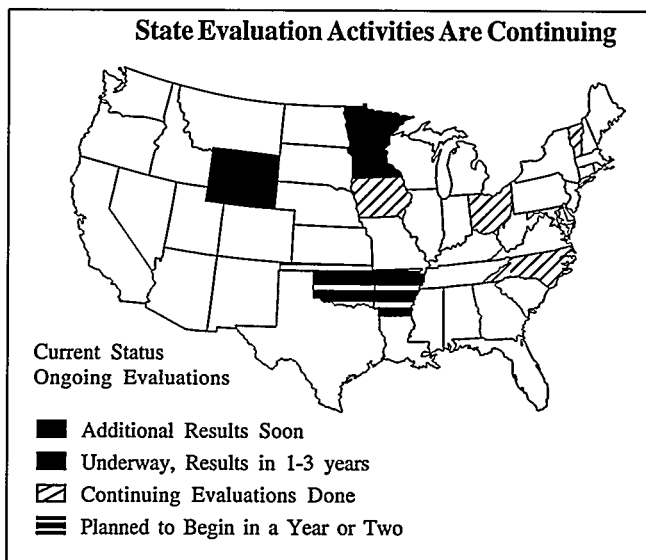 State Evaluation Activities Are Continuing
Current Status
Ongoing Evaluations
Additional Results Soon
Underway, Results in 1-3 years
Continuing Evaluations Done
Planned to Begin in a Year or Two